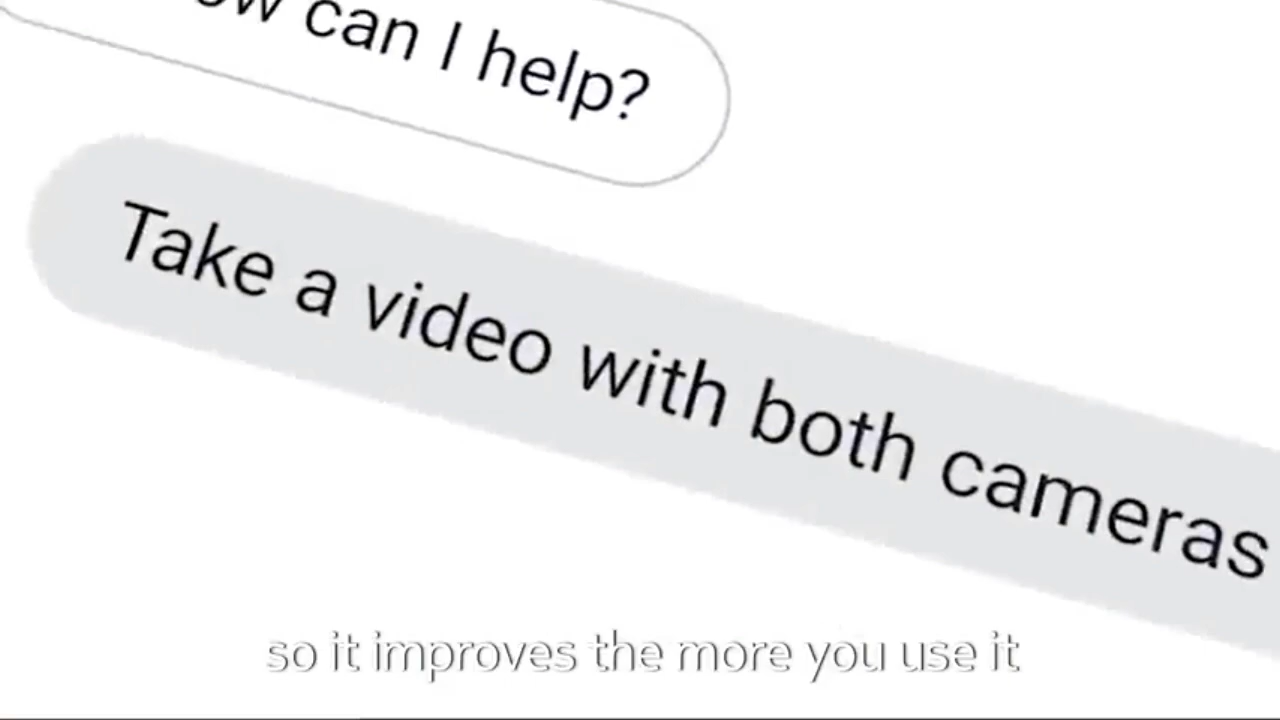 can I help?
Take a video with both cameras
so it improves the more you use it